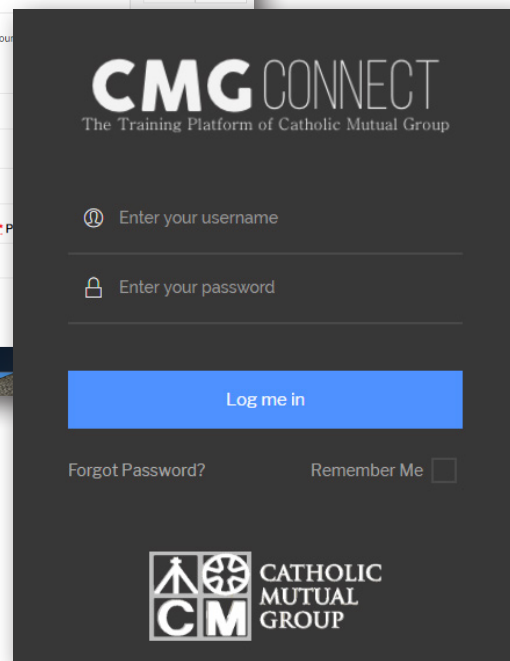 CMG CONNECT
The Training Platform of Catholic Mutual Group
Enter your username
Enter your password
Log me in
Forgot Password? Remember Me
CM
CATHOLIC
MUTUAL
GROUP